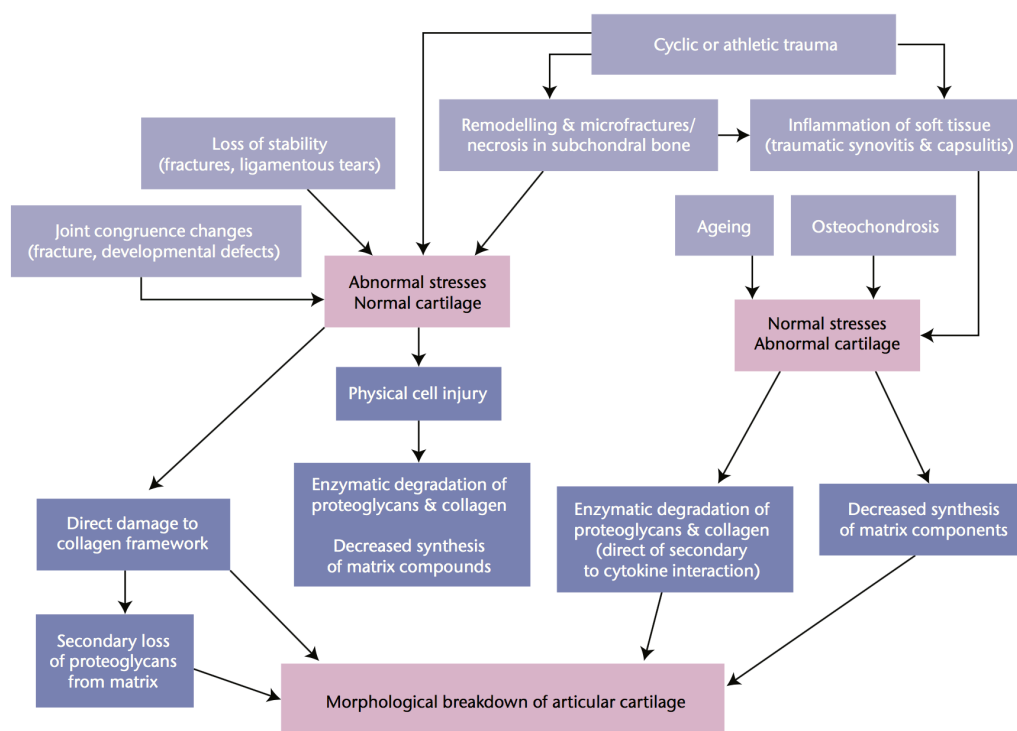 Cyclic or athletic trauma
Remodelling & microfractures/
necrosis in subchondral bone
Inflammation of soft tissue
(traumatic synovitis & capsulitis)
Loss of stability
(fractures, ligamentous tears)
Joint congruence changes
(fracture, developmental defects)
Ageing
Osteochondrosis
Abnormal stresses
Normal cartilage
Normal stresses
Abnormal cartilage
Physical cell injury
Enzymatic degradation of
proteoglycans & collagen
Decreased synthesis
of matrix compounds
Enzymatic degradation of
proteoglycans & collagen
(direct of secondary
to cytokine interaction)
Decreased synthesis
of matrix components
Direct damage to
collagen framework
Secondary loss
of proteoglycans
from matrix
Morphological breakdown of articular cartilage